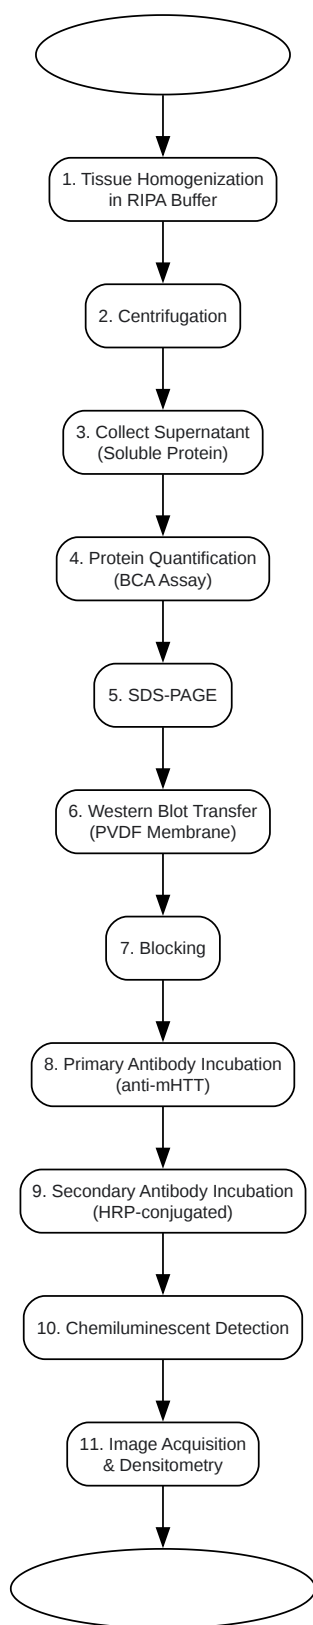 1. Tissue Homogenization
in RIPA Buffer
2. Centrifugation
3. Collect Supernatant
(Soluble Protein)
4. Protein Quantification
(BCA Assay)
5. SDS-PAGE
6. Western Blot Transfer
(PVDF Membrane)
7. Blocking
8. Primary Antibody Incubation
(anti-mHTT)
9. Secondary Antibody Incubation
(HRP-conjugated)
10. Chemiluminescent Detection
11. Image Acquisition
& Densitometry